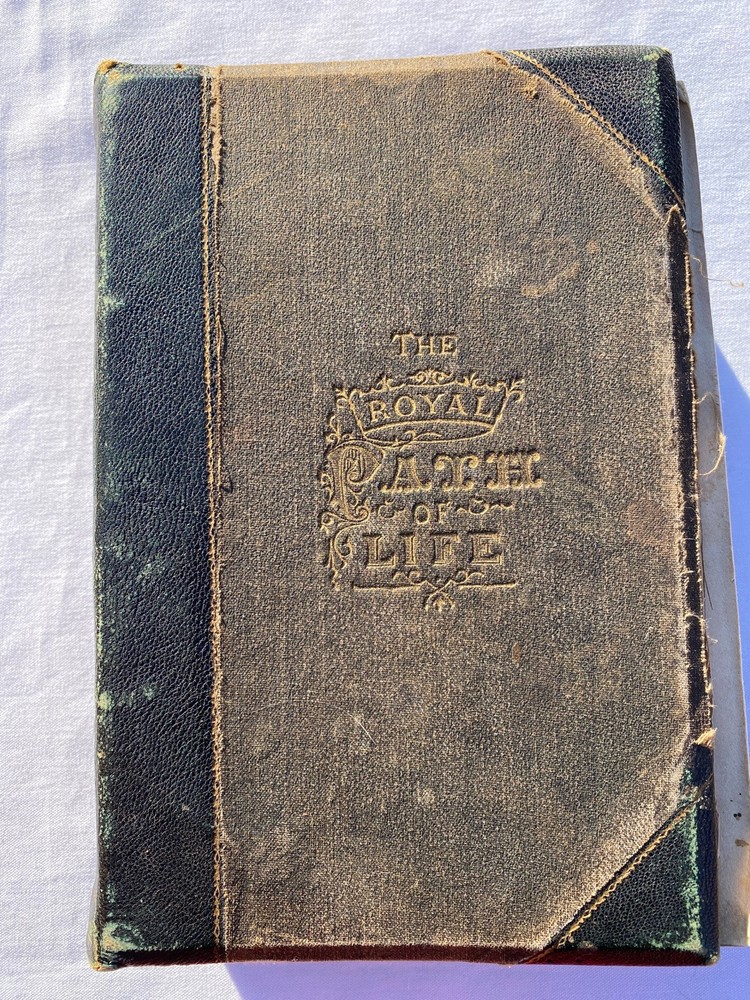 THE
ROYAL
PATH
OF
LIFE